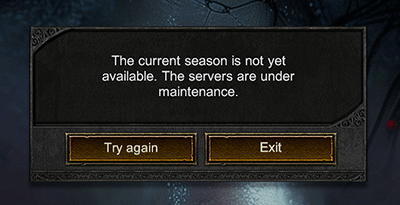 The current season is not yet
available. The servers are under
maintenance.
Try again
Exit